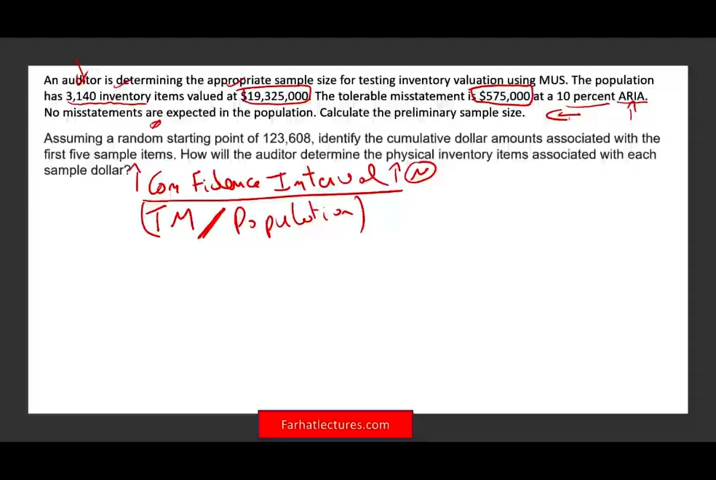 An auditor is determining the appropriate sample size for testing inventory valuation using MUS. The population
has 3,140 inventory items valued at $19,325,000. The tolerable misstatement is $575,000 at a 10 percent ARIA.
No misstatements are expected in the population. Calculate the preliminary sample size.
Assuming a random starting point of 123,608, identify the cumulative dollar amounts associated with the
first five sample items. How will the auditor determine the physical inventory items associated with each
sample dollar?
Confidence Interval
(TM / Population)
Farhatlectures.com